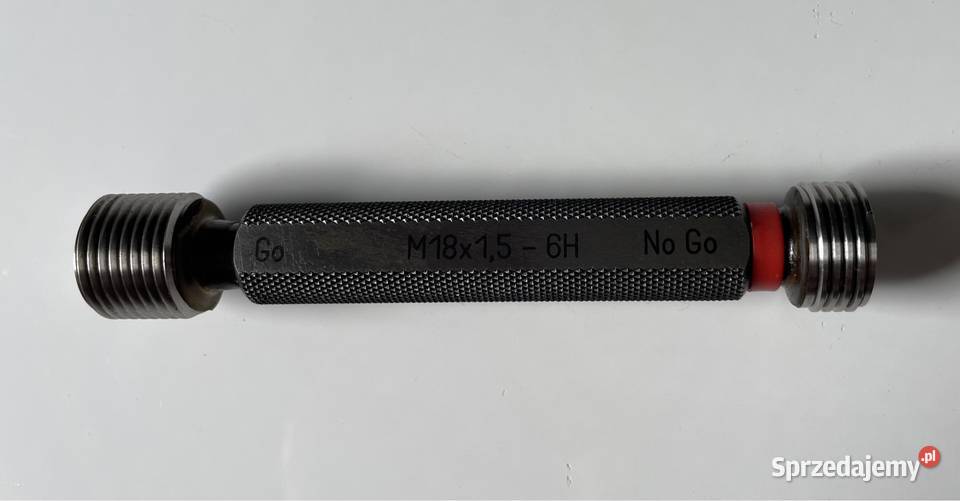 Go M18x1,5 - 6H No Go
Sprzedajemy.pl